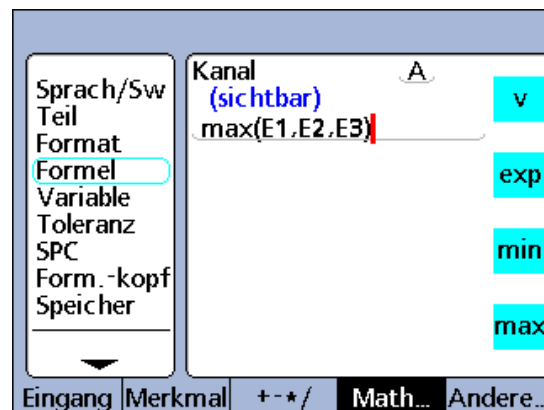 Sprach/Sw
Teil
Format
Formel
Variable
Toleranz
SPC
Form.-kopf
Speicher
Kanal A
(sichtbar)
max(E1,E2,E3)
v
exp
min
max
Eingang Merkmal +-*/ Math... Andere..